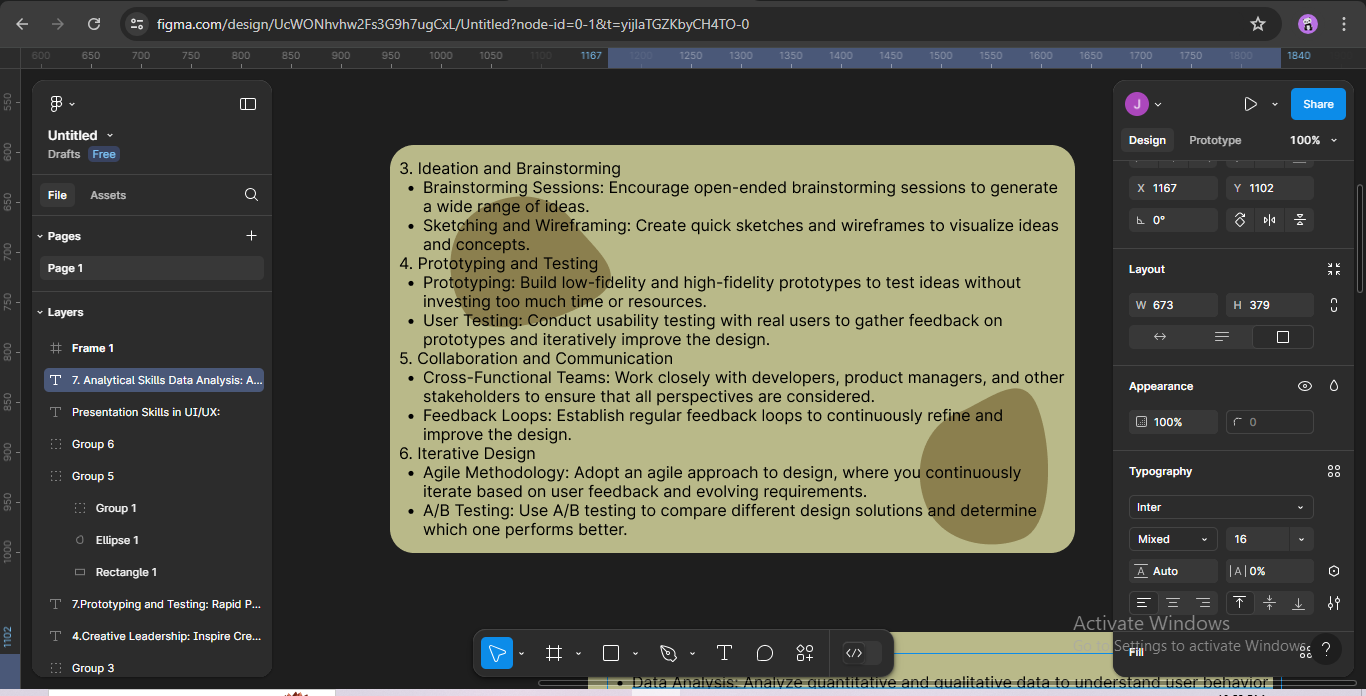 figma.com/design/UcWONhvhw2Fs3G9h7ugCxL/Untitled?node-id=0-1&t=yijIaTGZKbyCH4TO-0
600 650 700 750 800 850 900 950 1000 1050 1100 1167 1200 1250 1300 1350 1400 1450 1500 1550 1600 1650 1700 1750 1800 1840
550
600
650
700
750
800
850
900
950
1000
1102
Untitled
Drafts Free
File Assets
Pages
Page 1
Layers
Frame 1
7. Analytical Skills Data Analysis: A...
Presentation Skills in UI/UX:
Group 6
Group 5
Group 1
Ellipse 1
Rectangle 1
7.Prototyping and Testing: Rapid P...
4.Creative Leadership: Inspire Cre...
Group 3
3. Ideation and Brainstorming
• Brainstorming Sessions: Encourage open-ended brainstorming sessions to generate
a wide range of ideas.
• Sketching and Wireframing: Create quick sketches and wireframes to visualize ideas
and concepts.
4. Prototyping and Testing
• Prototyping: Build low-fidelity and high-fidelity prototypes to test ideas without
investing too much time or resources.
• User Testing: Conduct usability testing with real users to gather feedback on
prototypes and iteratively improve the design.
5. Collaboration and Communication
• Cross-Functional Teams: Work closely with developers, product managers, and other
stakeholders to ensure that all perspectives are considered.
• Feedback Loops: Establish regular feedback loops to continuously refine and
improve the design.
6. Iterative Design
• Agile Methodology: Adopt an agile approach to design, where you continuously
iterate based on user feedback and evolving requirements.
• A/B Testing: Use A/B testing to compare different design solutions and determine
which one performs better.
• Data Analysis: Analyze quantitative and qualitative data to understand user behavior
J
Share
Design Prototype 100%
X 1167 Y 1102
0°
Layout
W 673 H 379
Appearance
100% 0
Typography
Inter
Mixed 16
Auto |A| 0%
Activate Windows
Go to Settings to activate Windows.
Fill
?